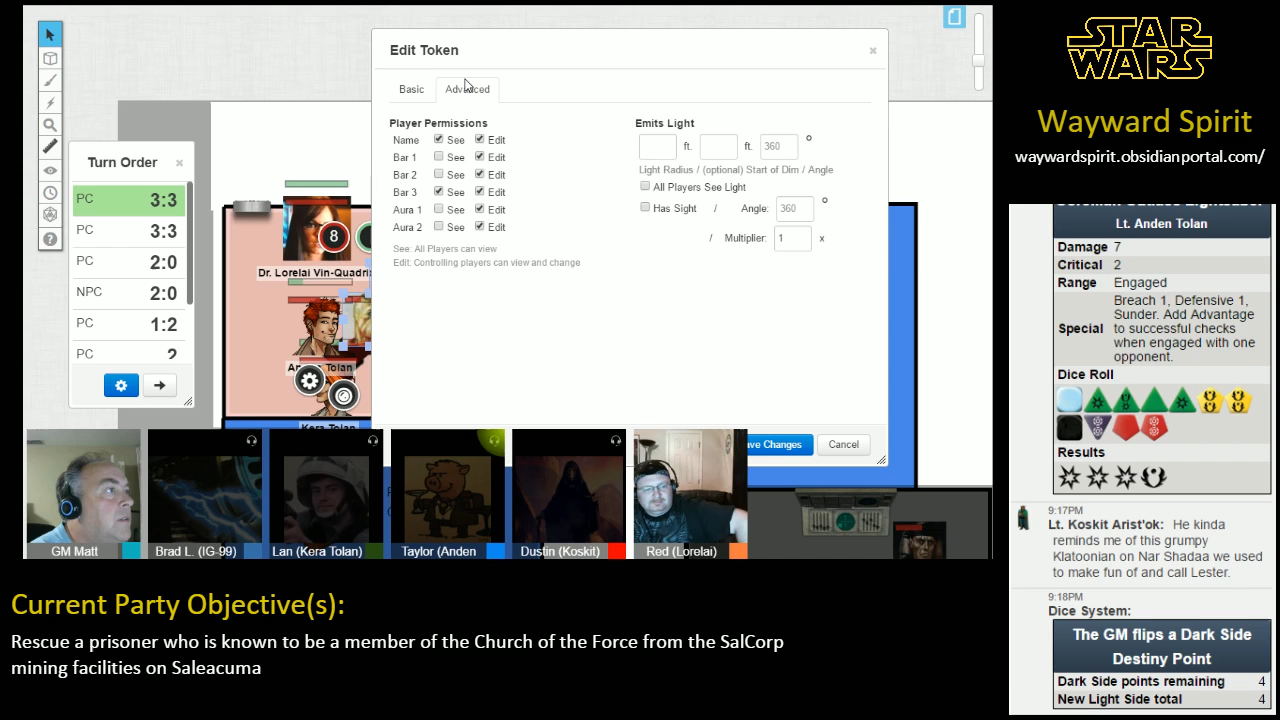 Edit Token
×
Basic
Advanced
Player Permissions
Name See Edit
Bar 1 See Edit
Bar 2 See Edit
Bar 3 See Edit
Aura 1 See Edit
Aura 2 See Edit
See: All Players can view
Edit: Controlling players can view and change
Emits Light
ft. ft. 360 °
Light Radius / (optional) Start of Dim / Angle
All Players See Light
Has Sight / Angle: 360 °
/ Multiplier: 1 x
Changes
Cancel
Turn Order ×
PC 3:3
PC 3:3
PC 2:0
NPC 2:0
PC 1:2
PC 2
8
Dr. Lorelai Vin-Quadri
Tolan
Kera Tolan
GM Matt
Brad L. (IG-99)
Lan (Kera Tolan)
Taylor (Anden
Dustin (Koskit)
Red (Lorelai)
Current Party Objective(s):
Rescue a prisoner who is known to be a member of the Church of the Force from the SalCorp
mining facilities on Saleacuma
STAR
WARS
Wayward Spirit
waywardspirit.obsidianportal.com/
Lt. Anden Tolan
Damage 7
Critical 2
Range Engaged
Special Breach 1, Defensive 1,
Sunder. Add Advantage
to successful checks
when engaged with one
opponent.
Dice Roll
Results
9:17PM
Lt. Koskit Arist'ok: He kinda
reminds me of this grumpy
Klatoonian on Nar Shadaa we used
to make fun of and call Lester.
9:18PM
Dice System:
The GM flips a Dark Side
Destiny Point
Dark Side points remaining 4
New Light Side total 4